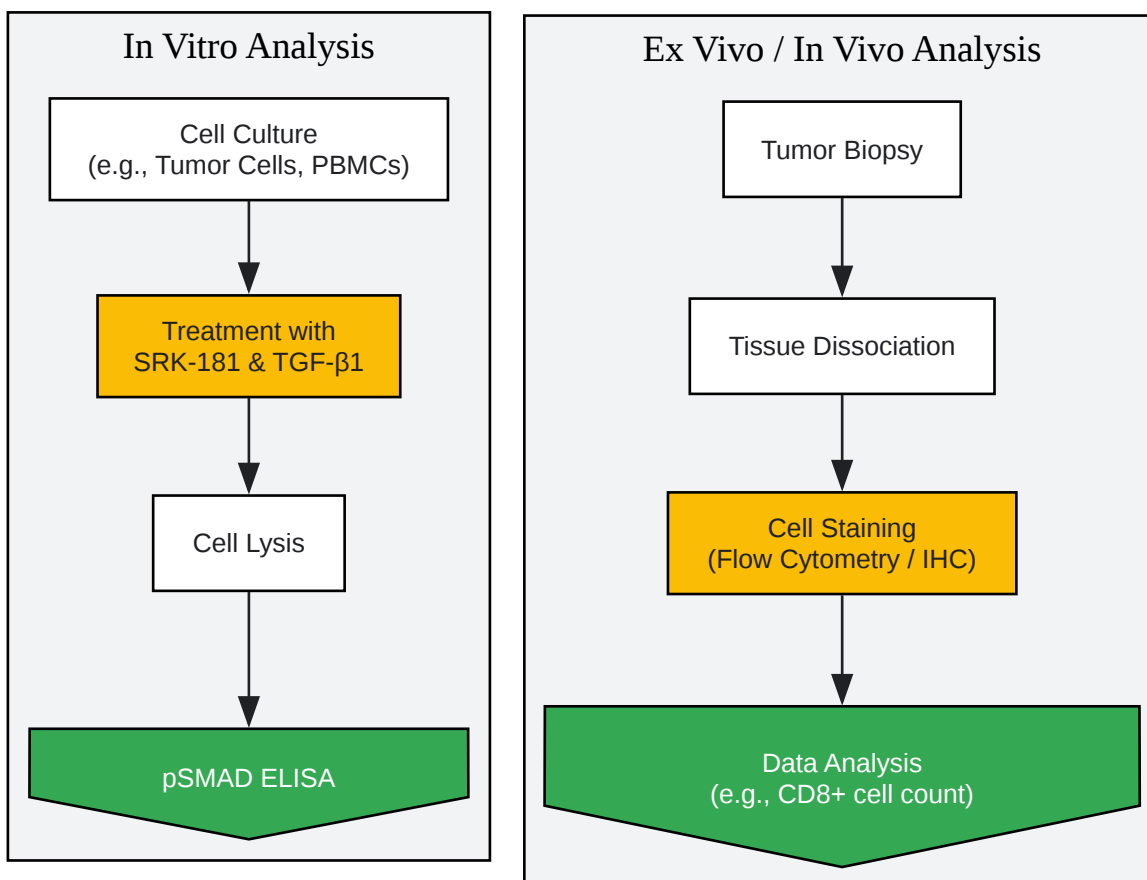 In Vitro Analysis
Cell Culture
(e.g., Tumor Cells, PBMCs)
Treatment with
SRK-181 & TGF-β1
Cell Lysis
pSMAD ELISA
Ex Vivo / In Vivo Analysis
Tumor Biopsy
Tissue Dissociation
Cell Staining
(Flow Cytometry / IHC)
Data Analysis
(e.g., CD8+ cell count)